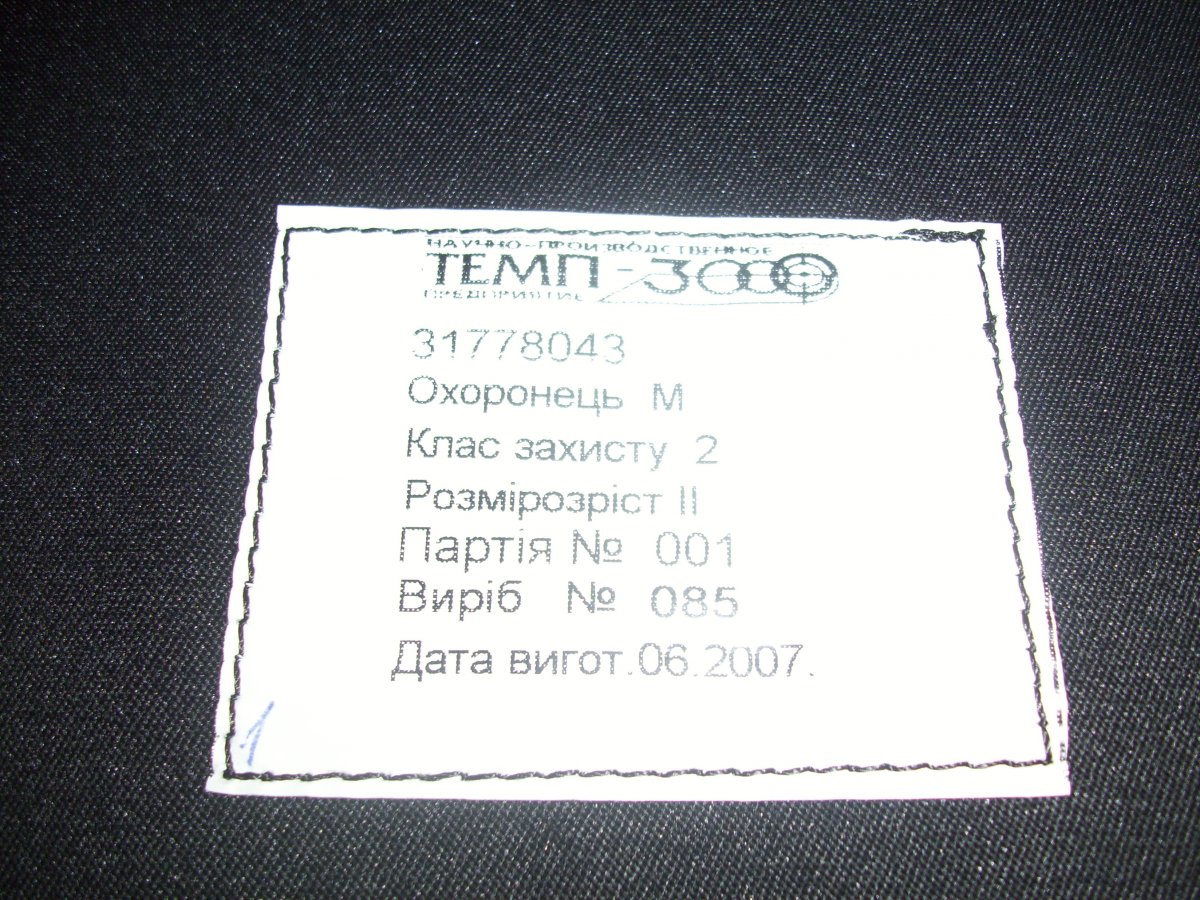 НАУЧНО-ПРОИЗВОДСТВЕННОЕ
ТЕМП-3000
ПРЕДПРИЯТИЕ
31778043
Охоронець М
Клас захисту 2
Розмірозріст II
Партія № 001
Виріб № 085
Дата вигот.06.2007.
1